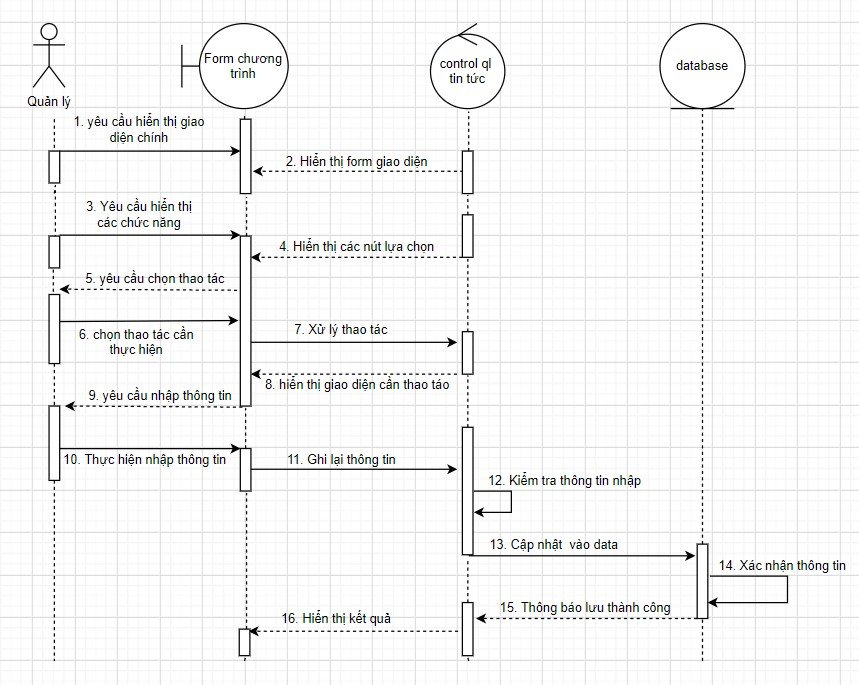 Form chương
trình
control ql
tin tức
database
Quản lý
1. yêu cầu hiển thị giao
diện chính
2. Hiển thị form giao diện
3. Yêu cầu hiển thị
các chức năng
4. Hiển thị các nút lựa chọn
5. yêu cầu chọn thao tác
6. chọn thao tác cần
thực hiện
7. Xử lý thao tác
8. hiển thị giao diện cần thao táo
9. yêu cầu nhập thông tin
10. Thực hiện nhập thông tin
11. Ghi lại thông tin
12. Kiểm tra thông tin nhập
13. Cập nhật vào data
14. Xác nhận thông tin
15. Thông báo lưu thành công
16. Hiển thị kết quả